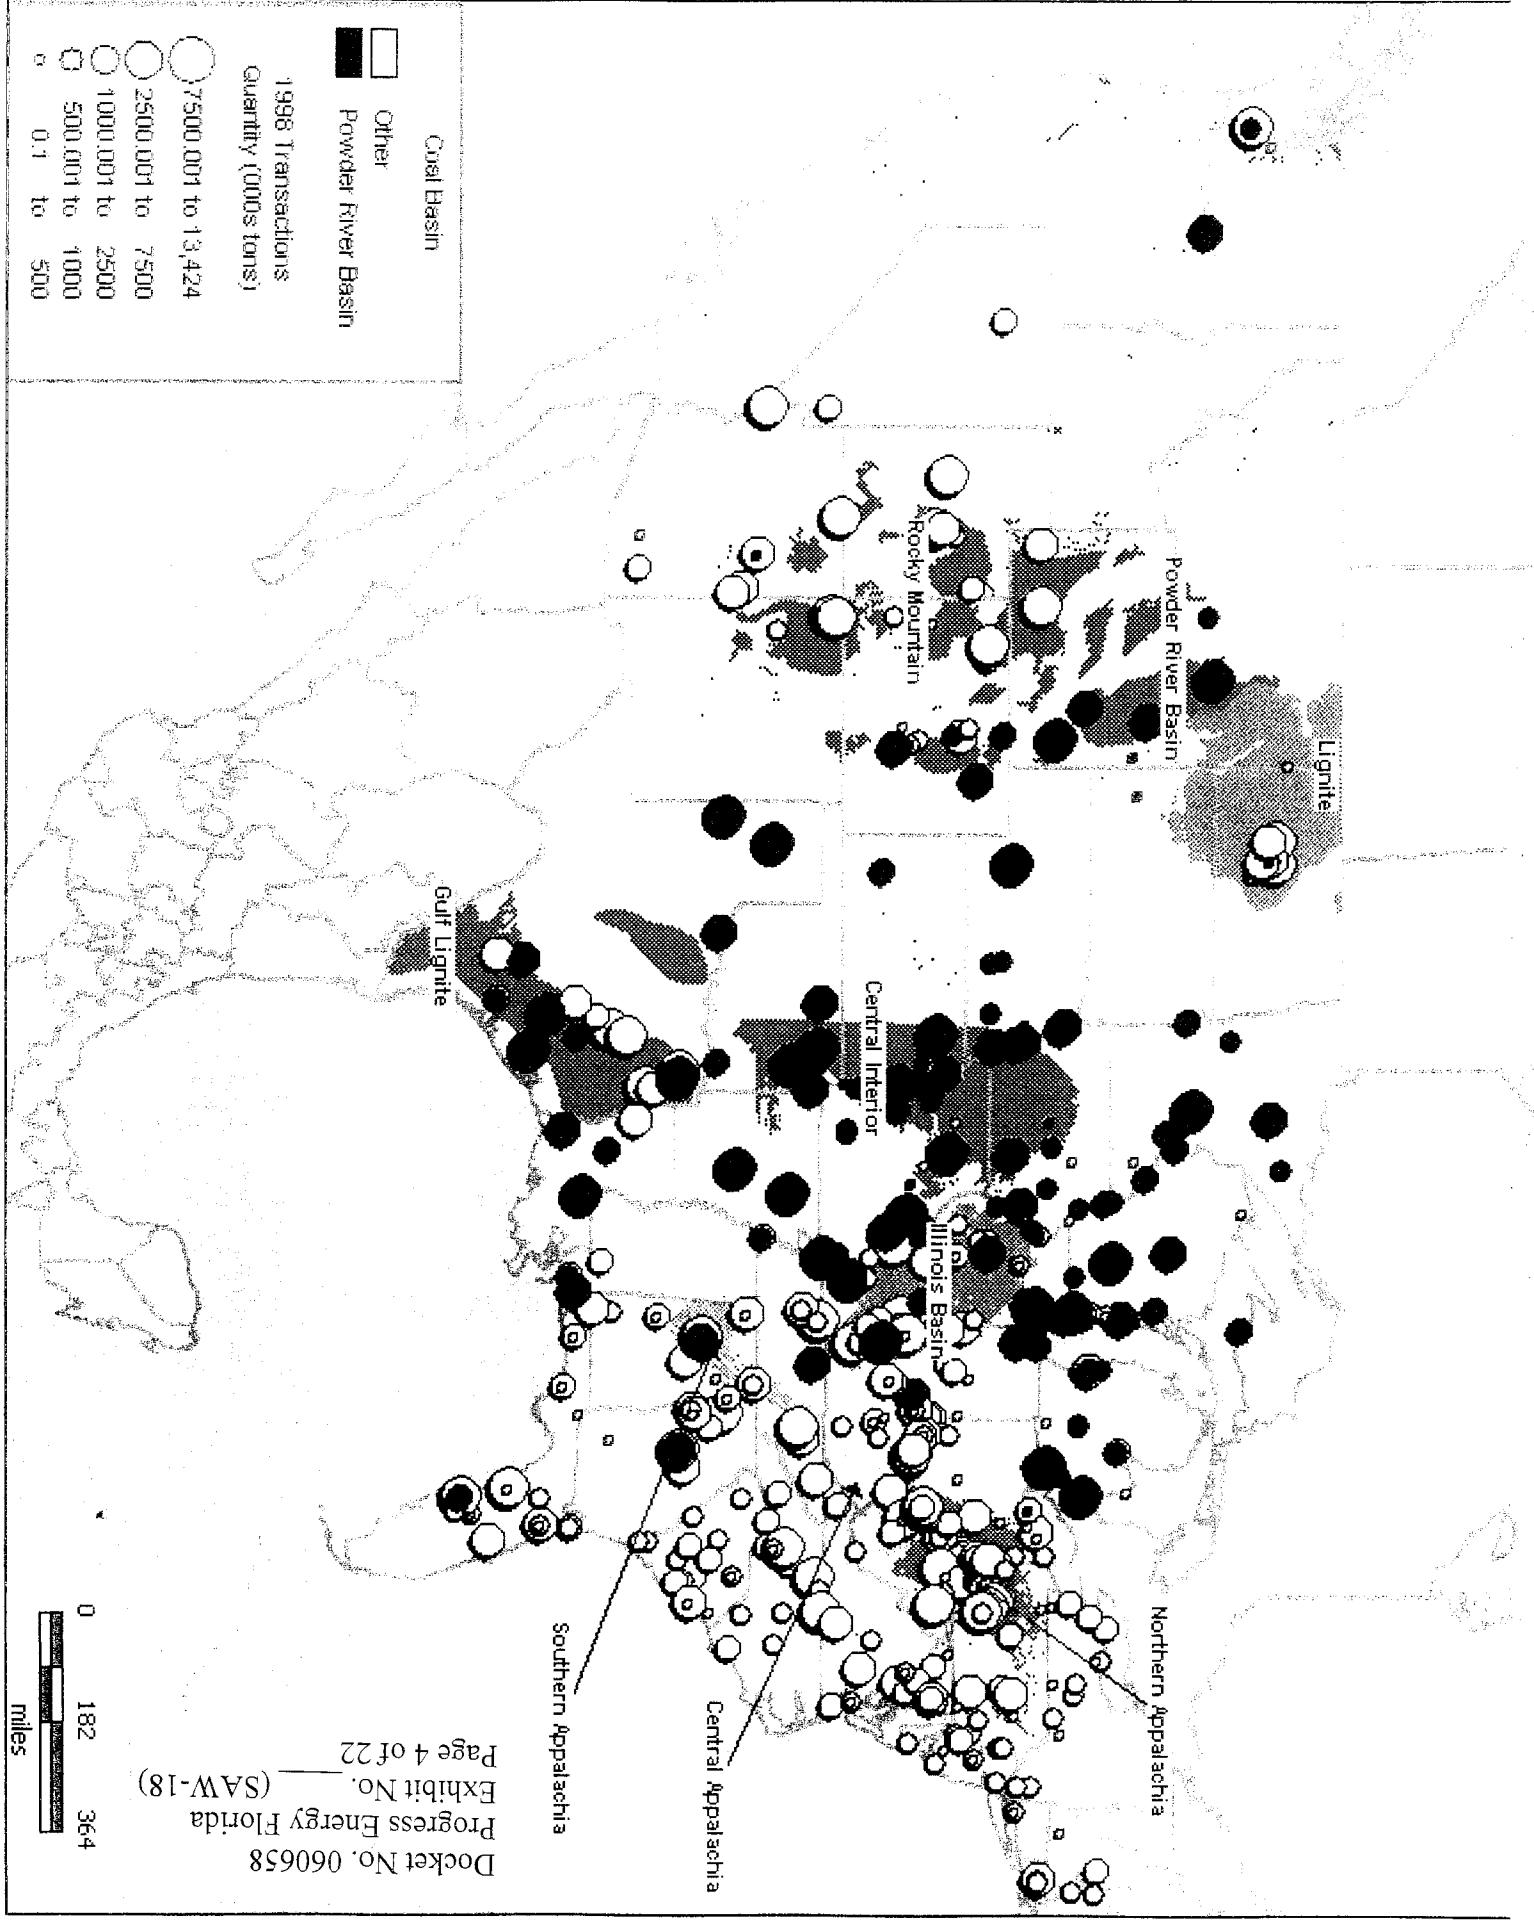 Lignite
Powder River Basin
Rocky Mountain
Northern Appalachia
Central Interior
Illinois Basin
Central Appalachia
Southern Appalachia
Gulf Lignite
Coal Basin
Other
Powder River Basin
1998 Transactions
Quantity (000s tons)
7500.001 to 13,424
2500.001 to 7500
1000.001 to 2500
500.001 to 1000
0.1 to 500
0 182 364
miles
Docket No. 060658
Progress Energy Florida
Exhibit No. ______ (SAW-18)
Page 4 of 22